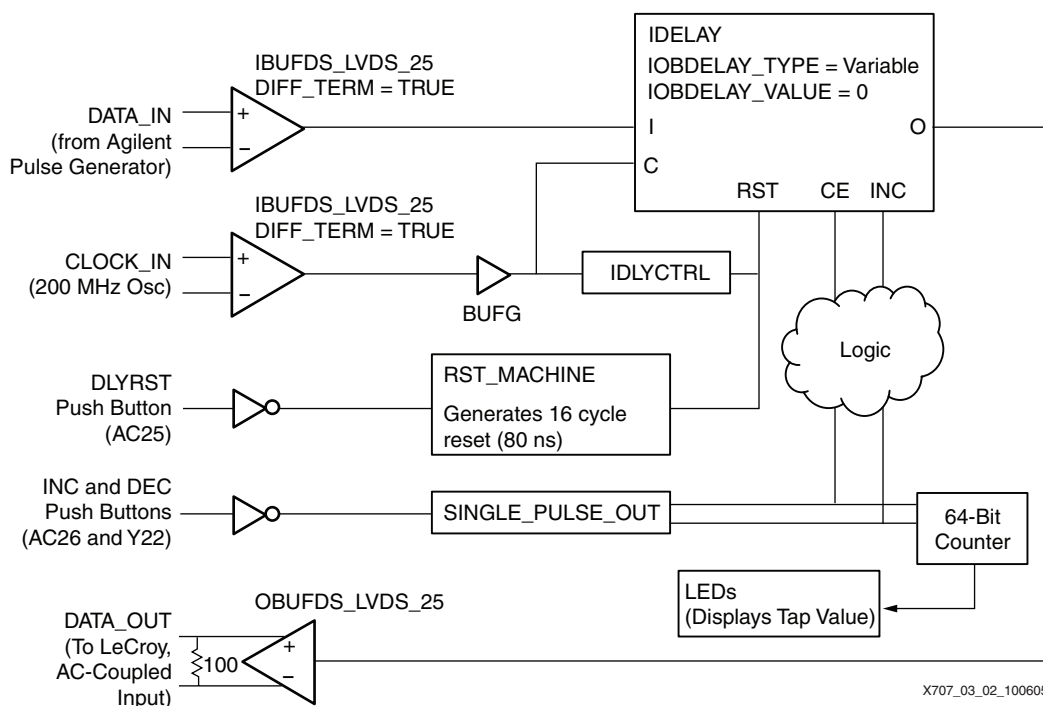 IBUFDS_LVDS_25
DIFF_TERM = TRUE
DATA_IN
(from Agilent
Pulse Generator)
+
−
IDELAY
IOBDELAY_TYPE = Variable
IOBDELAY_VALUE = 0
I
O
C
RST
CE
INC
IBUFDS_LVDS_25
DIFF_TERM = TRUE
CLOCK_IN
(200 MHz Osc)
+
−
BUFG
IDLYCTRL
Logic
DLYRST
Push Button
(AC25)
RST_MACHINE
Generates 16 cycle
reset (80 ns)
INC and DEC
Push Buttons
(AC26 and Y22)
SINGLE_PULSE_OUT
64-Bit
Counter
LEDs
(Displays Tap Value)
OBUFDS_LVDS_25
DATA_OUT
(To LeCroy,
AC-Coupled
Input)
100
+
−
X707_03_02_100605